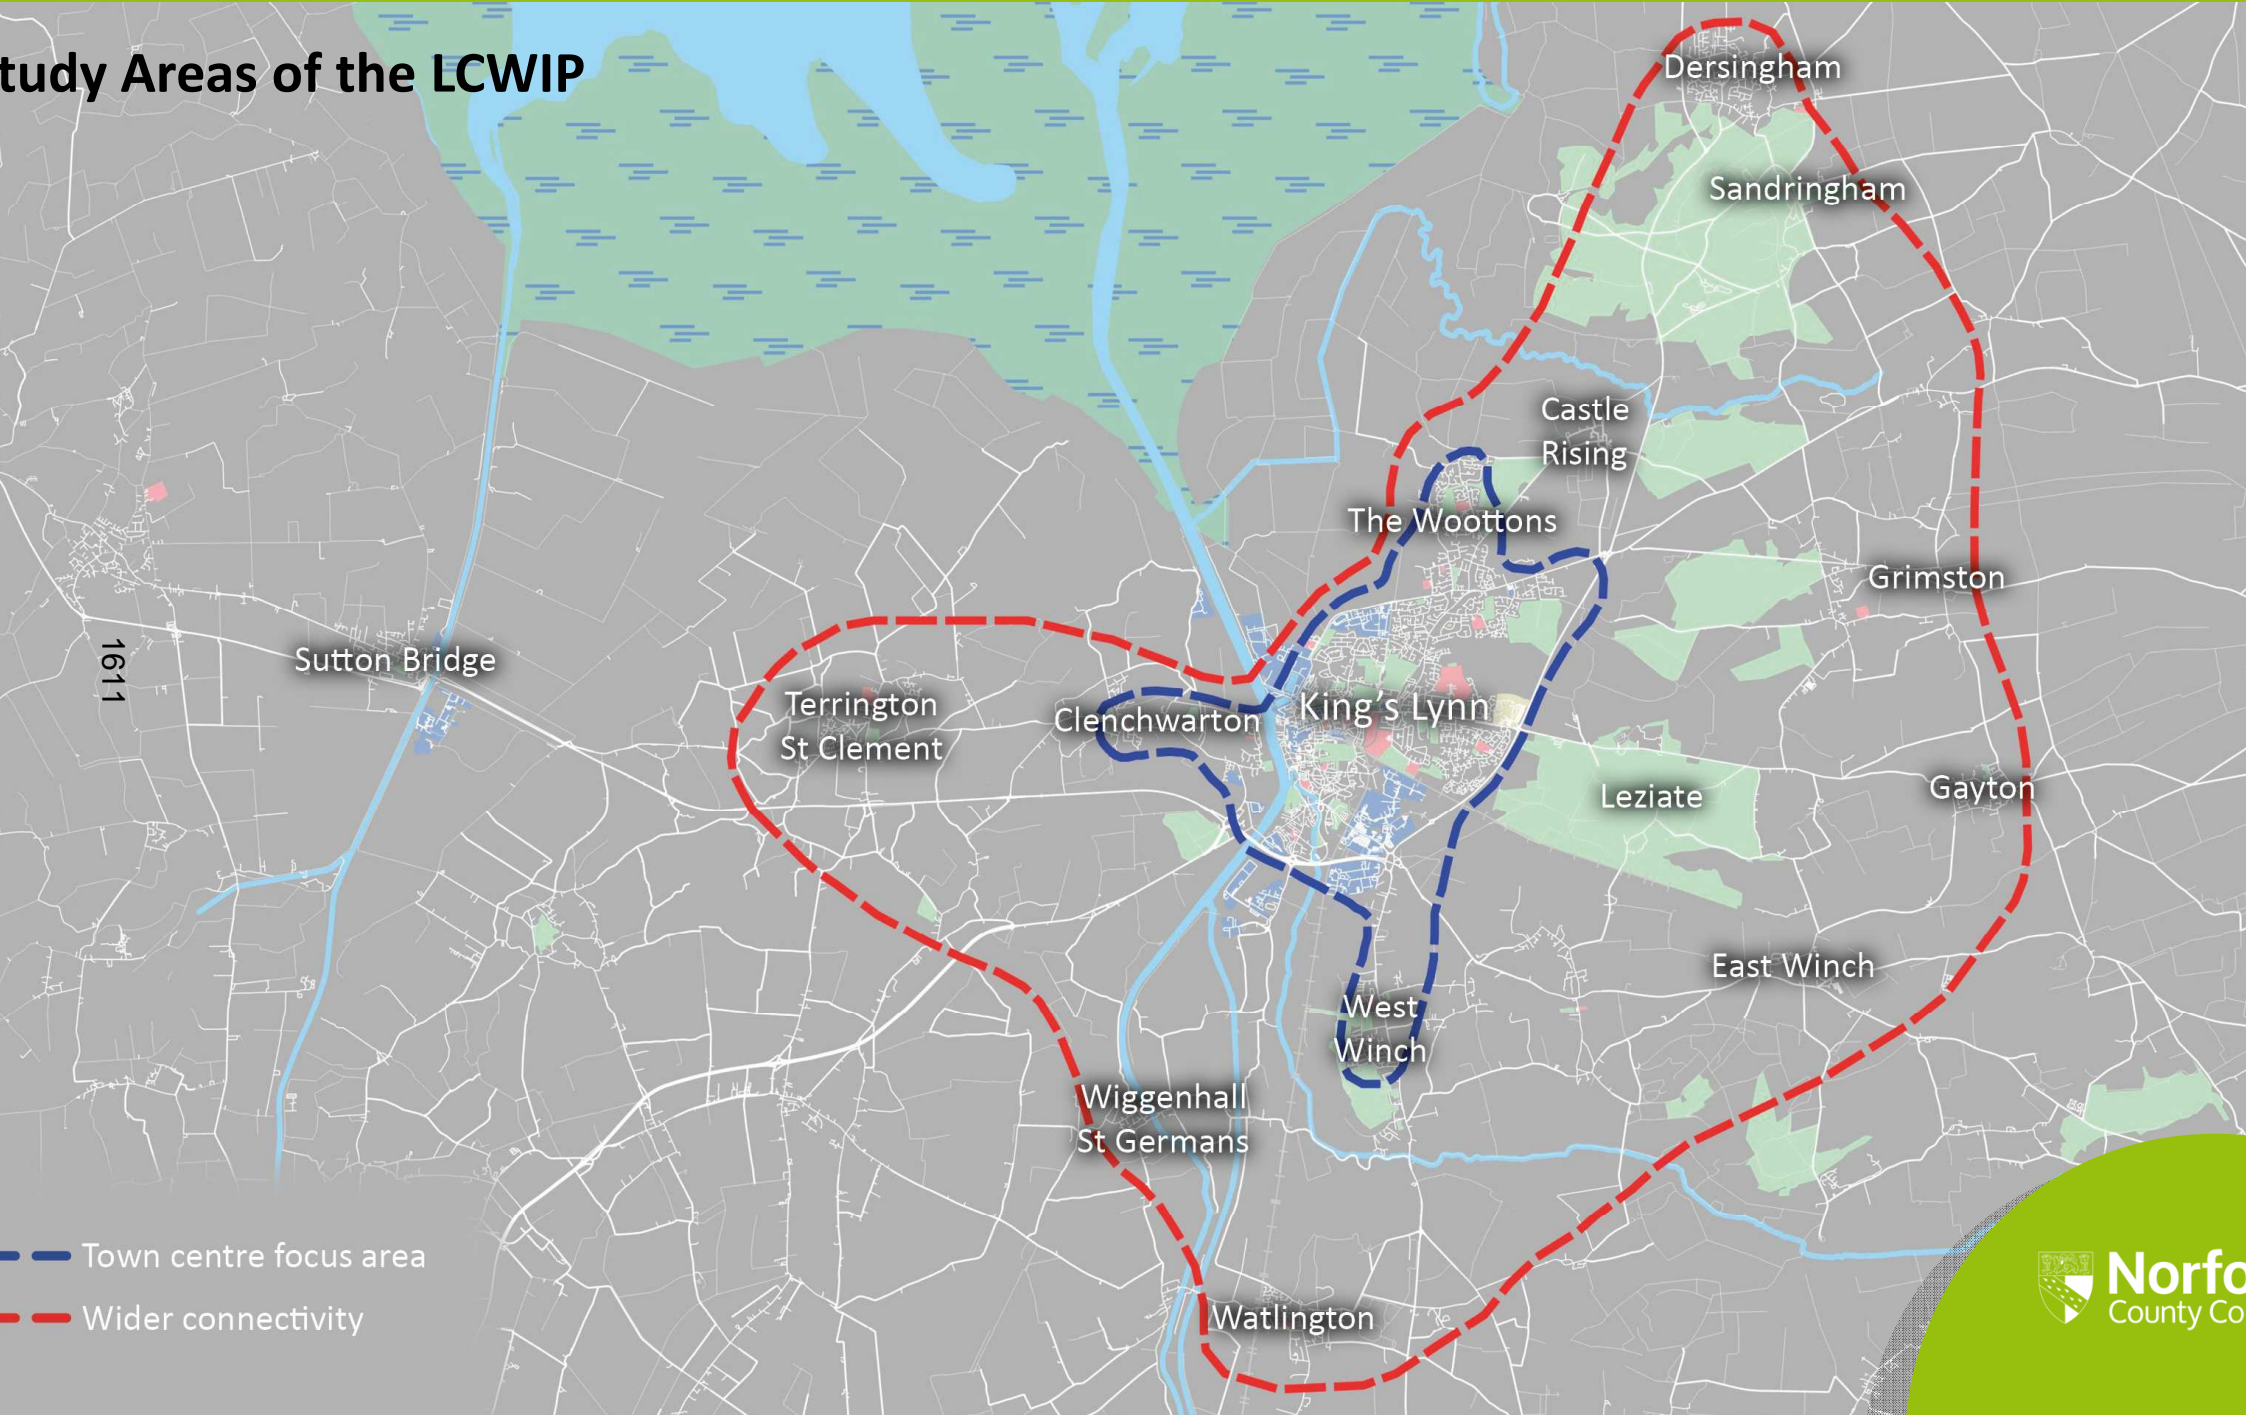 tudy Areas of the LCWIP
Dersingham
Sandringham
Castle
Rising
The Woottons
Grimston
Sutton Bridge
1611
Terrington
St Clement
Clenchwarton
King's Lynn
Leziate
Gayton
East Winch
West
Winch
Wiggenhall
St Germans
Watlington
Town centre focus area
Wider connectivity
Norfo
County Co